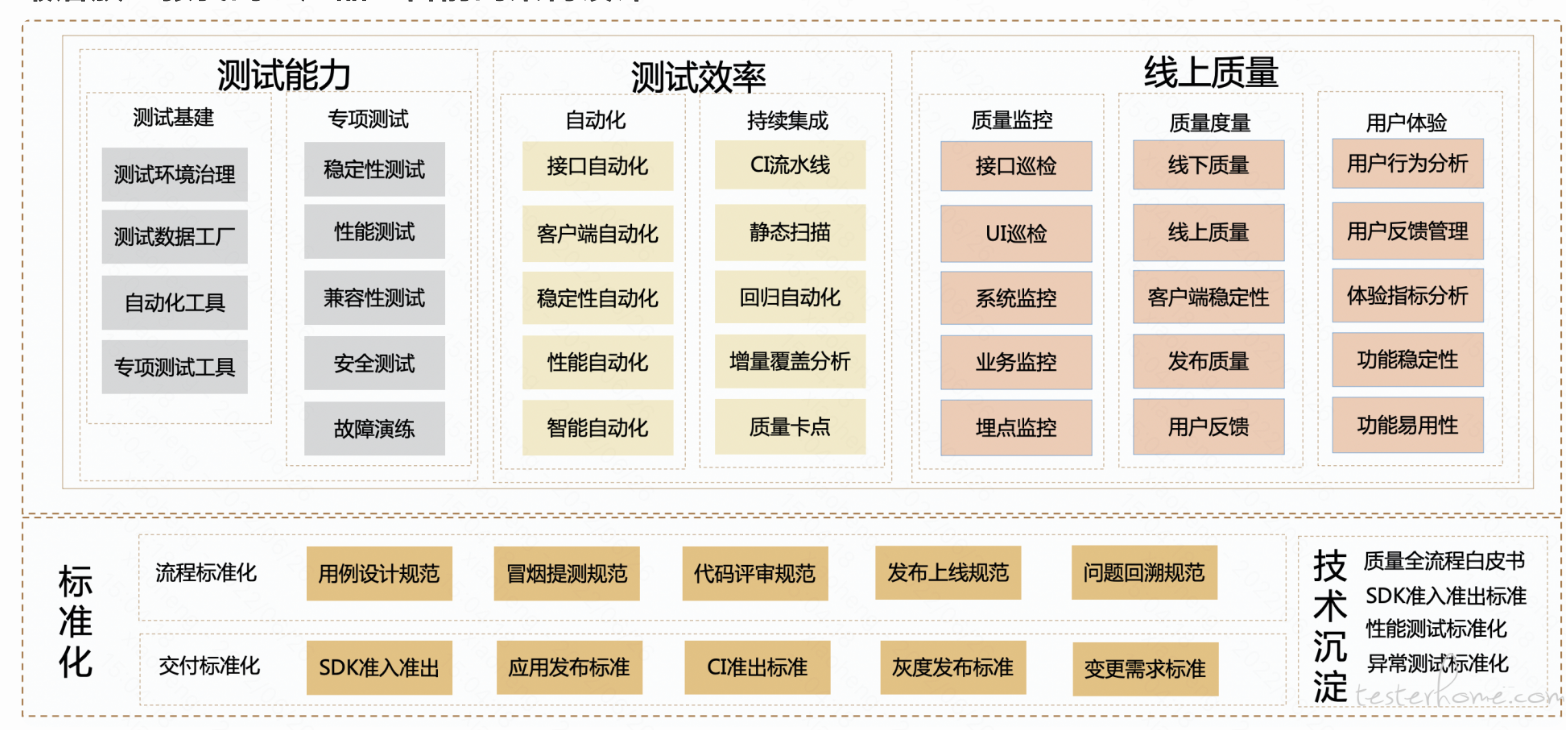 测试能力
测试基建
测试环境治理
测试数据工厂
自动化工具
专项测试工具
专项测试
稳定性测试
性能测试
兼容性测试
安全测试
故障演练
测试效率
自动化
接口自动化
客户端自动化
稳定性自动化
性能自动化
智能自动化
持续集成
CI流水线
静态扫描
回归自动化
增量覆盖分析
质量卡点
线上质量
质量监控
接口巡检
UI巡检
系统监控
业务监控
埋点监控
质量度量
线下质量
线上质量
客户端稳定性
发布质量
用户反馈
用户体验
用户行为分析
用户反馈管理
体验指标分析
功能稳定性
功能易用性
标准化
流程标准化
用例设计规范
冒烟提测规范
代码评审规范
发布上线规范
问题回溯规范
交付标准化
SDK准入准出
应用发布标准
CI准出标准
灰度发布标准
变更需求标准
技术沉淀
质量全流程白皮书
SDK准入准出标准
性能测试标准化
异常测试标准化
testerhome.com